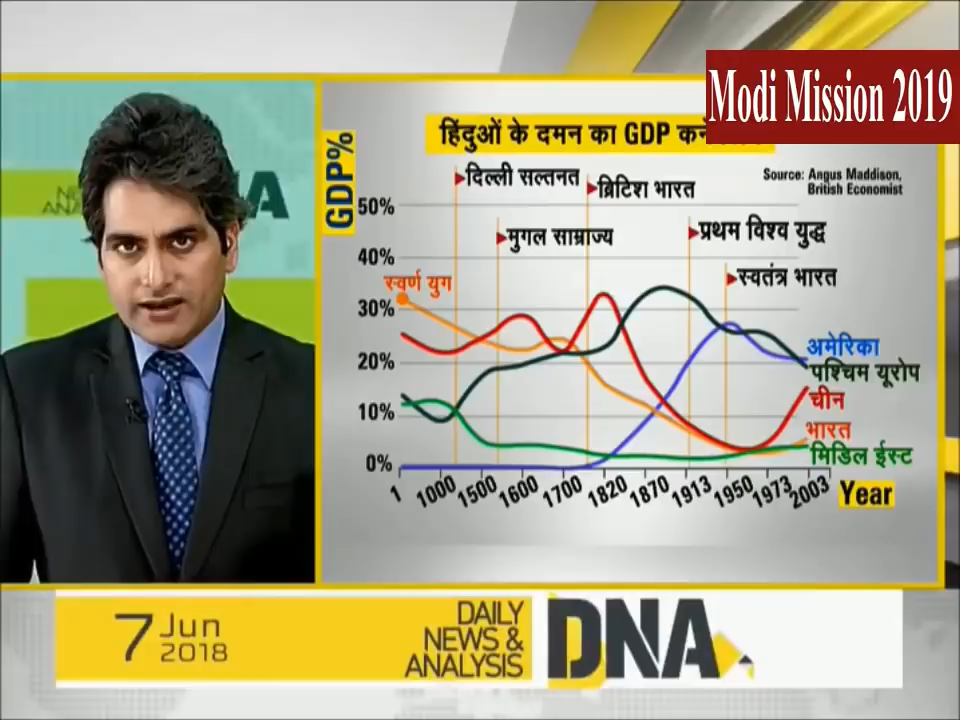 Modi Mission 2019
हिंदुओं के दमन का GDP
GDP%
Source: Angus Maddison,
British Economist
दिल्ली सल्तनत
ब्रिटिश भारत
मुगल साम्राज्य
प्रथम विश्व युद्ध
स्वतंत्र भारत
स्वर्ण युग
50%
40%
30%
20%
10%
0%
अमेरिका
पश्चिम यूरोप
चीन
भारत
मिडिल ईस्ट
1 1000 1500 1600 1700 1820 1870 1913 1950 1973 2003 Year
7 Jun
2018
DAILY
NEWS &
ANALYSIS
DNA